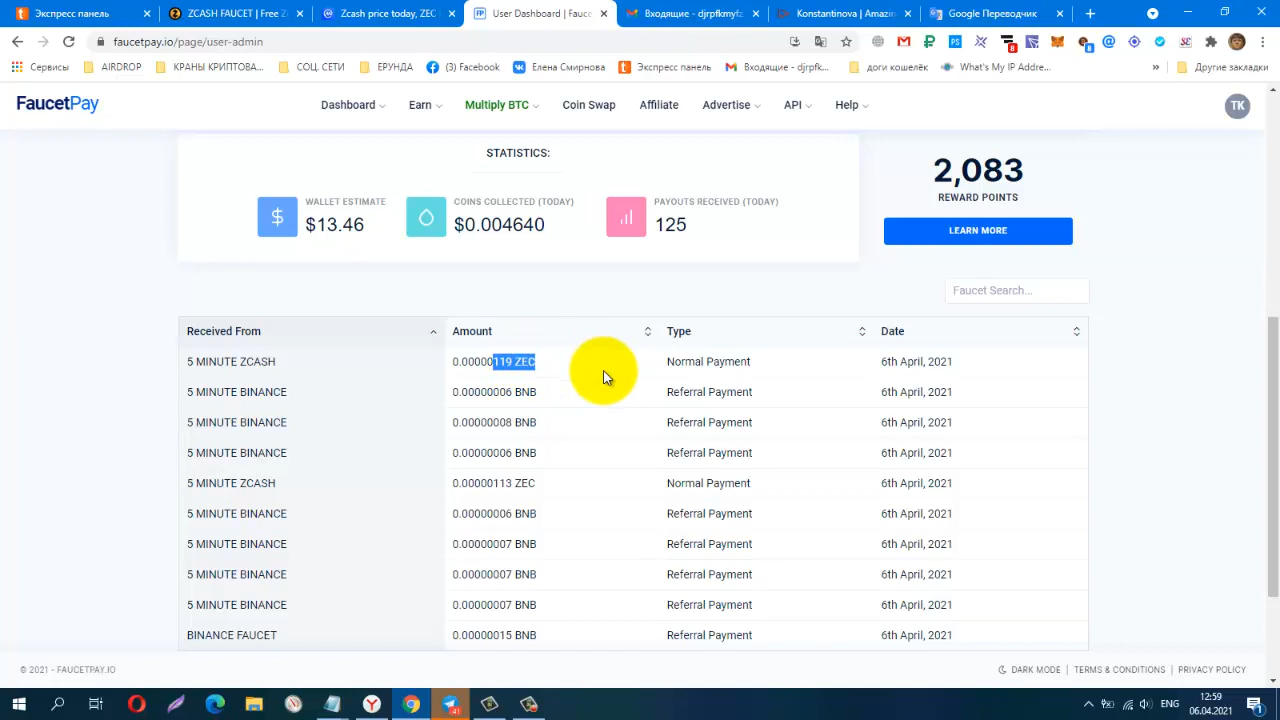 Экспресс панель
ZCASH FAUCET | Free Z
Zcash price today, ZEC
User Dashboard | Fauce
Входящие - djrpfkmyfz
Konstantinova | Amazin
Google Переводчик
faucetpay.io/page/user-admin
Сервисы
AIRDROP
КРАНЫ КРИПТОВА...
СОЦ СЕТИ
ЕРУНДА
(3) Facebook
Елена Смирнова
Экспресс панель
Входящие - djrpfk...
доги кошелёк
What's My IP Addre...
»
Другие закладки
FaucetPay
Dashboard
Earn
Multiply BTC
Coin Swap
Affiliate
Advertise
API
Help
TK
STATISTICS:
WALLET ESTIMATE
$13.46
COINS COLLECTED (TODAY)
$0.004640
PAYOUTS RECEIVED (TODAY)
125
2,083
REWARD POINTS
LEARN MORE
Faucet Search...
Received From Amount Type Date
5 MINUTE ZCASH 0.00000119 ZEC Normal Payment 6th April, 2021
5 MINUTE BINANCE 0.00000006 BNB Referral Payment 6th April, 2021
5 MINUTE BINANCE 0.00000008 BNB Referral Payment 6th April, 2021
5 MINUTE BINANCE 0.00000006 BNB Referral Payment 6th April, 2021
5 MINUTE ZCASH 0.00000113 ZEC Normal Payment 6th April, 2021
5 MINUTE BINANCE 0.00000006 BNB Referral Payment 6th April, 2021
5 MINUTE BINANCE 0.00000007 BNB Referral Payment 6th April, 2021
5 MINUTE BINANCE 0.00000007 BNB Referral Payment 6th April, 2021
5 MINUTE BINANCE 0.00000007 BNB Referral Payment 6th April, 2021
BINANCE FAUCET 0.00000015 BNB Referral Payment 6th April, 2021
© 2021 - FAUCETPAY.IO
DARK MODE | TERMS & CONDITIONS | PRIVACY POLICY
ENG
12:59
06.04.2021